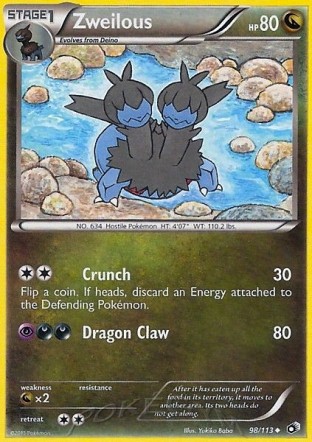 STAGE1 Zweilous HP80
Evolves from Deino
NO. 634 Hostile Pokémon HT: 4'07" WT: 110.2 lbs.
Crunch 30
Flip a coin. If heads, discard an Energy attached to
the Defending Pokémon.
Dragon Claw 80
weakness resistance
×2
retreat
After it has eaten up all the
food in its territory, it moves to
another area. Its two heads do
not get along.
Illus. Yukiko Baba 98/113